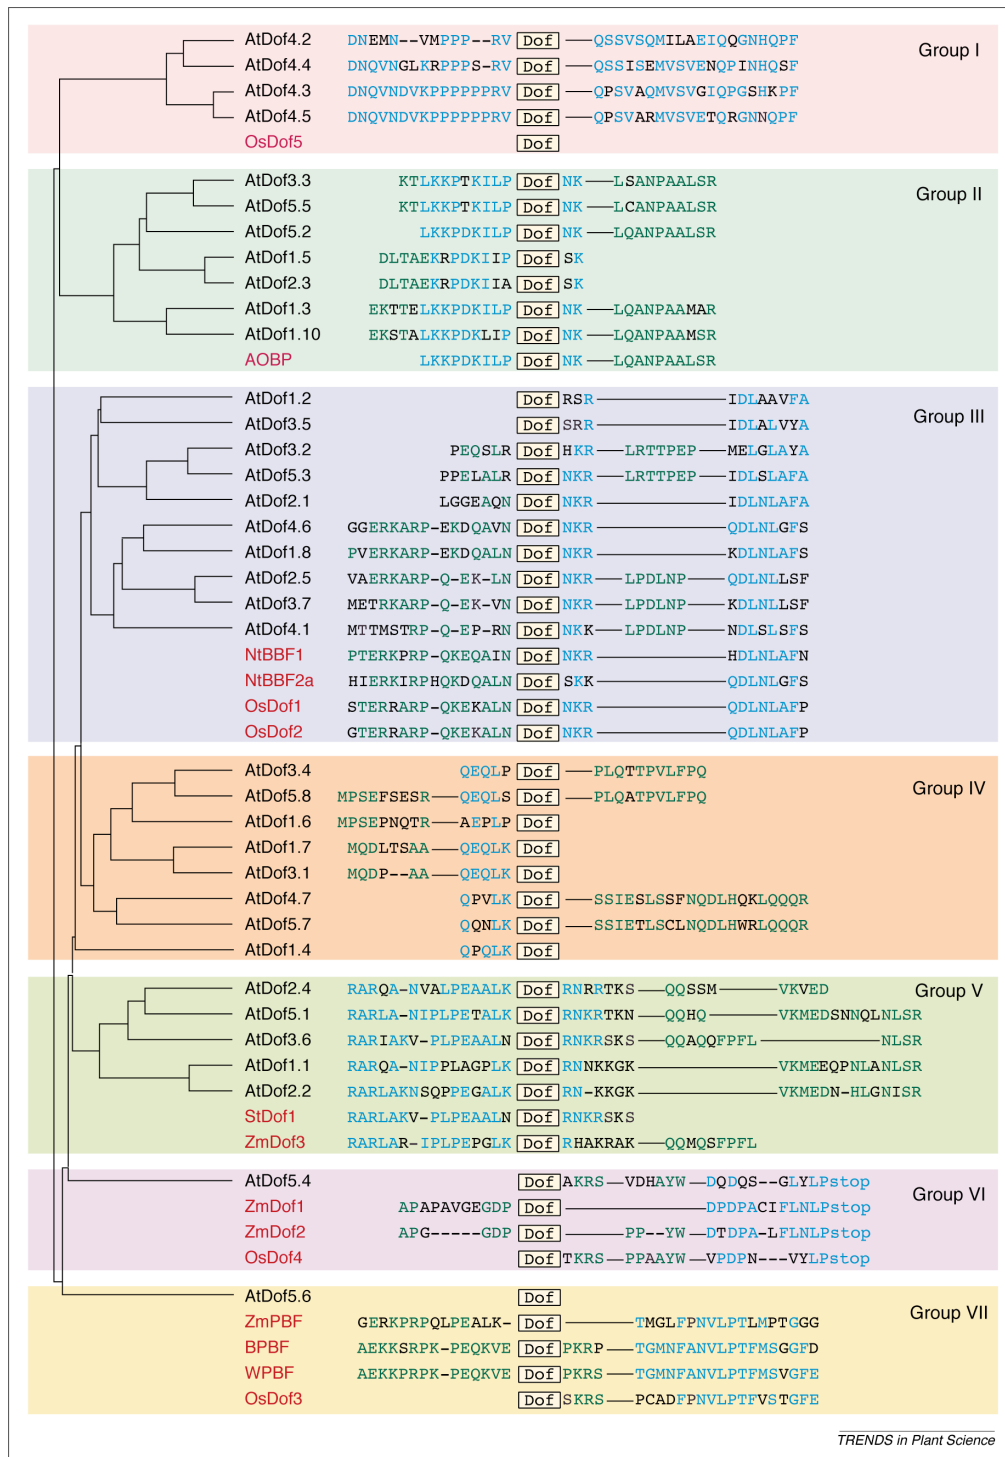 Group I
AtDof4.2 DNEMN--VMPPP--RV Dof QSSVSQMILAEIQQGNHQPF
AtDof4.4 DNQVNGLKRPPPS-RV Dof QSSISEMVSVENQPINHQSF
AtDof4.3 DNQVNDVKPPPPPPRV Dof QPSVAQMVSVGIQPGSHKPF
AtDof4.5 DNQVNDVKPPPPPPRV Dof QPSVARMVSVETQRGNNQPF
OsDof5 Dof
Group II
AtDof3.3 KTLKKPTKILP Dof NK LSANPAALSR
AtDof5.5 KTLKKPTKILP Dof NK LCANPAALSR
AtDof5.2 LKKPDKILP Dof NK LQANPAALSR
AtDof1.5 DLTAEKRPDKIIP Dof SK
AtDof2.3 DLTAEKRPDKIIA Dof SK
AtDof1.3 EKTTELKKPDKILP Dof NK LQANPAAMAR
AtDof1.10 EKSTALKKPDKLIP Dof NK LQANPAAMSR
AOBP LKKPDKILP Dof NK LQANPAALSR
Group III
AtDof1.2 Dof RSR IDLAAVFA
AtDof3.5 Dof SRR IDLALVYA
AtDof3.2 PEQSLR Dof HKR LRTTPEP MELGLAYA
AtDof5.3 PPELALR Dof NKR LRTTPEP IDLSLAFA
AtDof2.1 LGGEAQN Dof NKR IDLNLAFA
AtDof4.6 GGERKARP-EKDQAVN Dof NKR QDLNLGFS
AtDof1.8 PVERKARP-EKDQALN Dof NKR KDLNLAFS
AtDof2.5 VAERKARP-Q-EK-LN Dof NKR LPDLNP QDLNLLSF
AtDof3.7 METRKARP-Q-EK-VN Dof NKR LPDLNP KDLNLLSF
AtDof4.1 MTTMSTRP-Q-EP-RN Dof NKK LPDLNP NDLSLSFS
NtBBF1 PTERKPRP-QKEQAIN Dof NKR HDLNLAFN
NtBBF2a HIERKIRPHQKDQALN Dof SKK QDLNLGFS
OsDof1 STERRARP-QKEKALN Dof NKR QDLNLAFP
OsDof2 GTERRARP-QKEKALN Dof NKR QDLNLAFP
Group IV
AtDof3.4 QEQLP Dof PLQTTPVLFPQ
AtDof5.8 MPSEFSESR QEQLS Dof PLQATPVLFPQ
AtDof1.6 MPSEPNQTR AEPLP Dof
AtDof1.7 MQDLTSAA QEQLK Dof
AtDof3.1 MQDP--AA QEQLK Dof
AtDof4.7 QPVLK Dof SSIESLSSFNQDLHQKLQQQR
AtDof5.7 QQNLK Dof SSIETLSCLNQDLHWRLQQQR
AtDof1.4 QPQLK Dof
Group V
AtDof2.4 RARQA-NVALPEAALK Dof RNRRTKS QQSSM VKVED
AtDof5.1 RARLA-NIPLPETALK Dof RNKRTKN QQHQ VKMEDSNNQLNLSR
AtDof3.6 RARIAKV-PLPEAALN Dof RNKRSKS QQAQQFPFL NLSR
AtDof1.1 RARQA-NIPPLAGPLK Dof RNNKKGK VKMEEQPNLANLSR
AtDof2.2 RARLAKNSQPPEGALK Dof RN-KKGK VKMEDN-HLGNISR
StDof1 RARLAKV-PLPEAALN Dof RNKRSKS
ZmDof3 RARLAR-IPLPEPGLK Dof RHAKRAK QQMQSFPFL
Group VI
AtDof5.4 Dof AKRS VDHAYW DQDQS--GLYLPstop
ZmDof1 APAPAVGEGDP Dof DPDPACIFLNLPstop
ZmDof2 APG-----GDP Dof PP--YW DTDPA-LFLNLPstop
OsDof4 Dof TKRS PPAAYW VPDPN---VYLPstop
Group VII
AtDof5.6 Dof
ZmPBF GERKPRPQLPEALK- Dof TMGLFPNVLPTLMPTGGG
BPBF AEKKSRPK-PEQKVE Dof PKRP TGMNFANVLPTFMSGGFD
WPBF AEKKPRPK-PEQKVE Dof PKRS TGMNFANVLPTFMSVGFE
OsDof3 Dof SKRS PCADFPNVLPTFVSTGFE
TRENDS in Plant Science